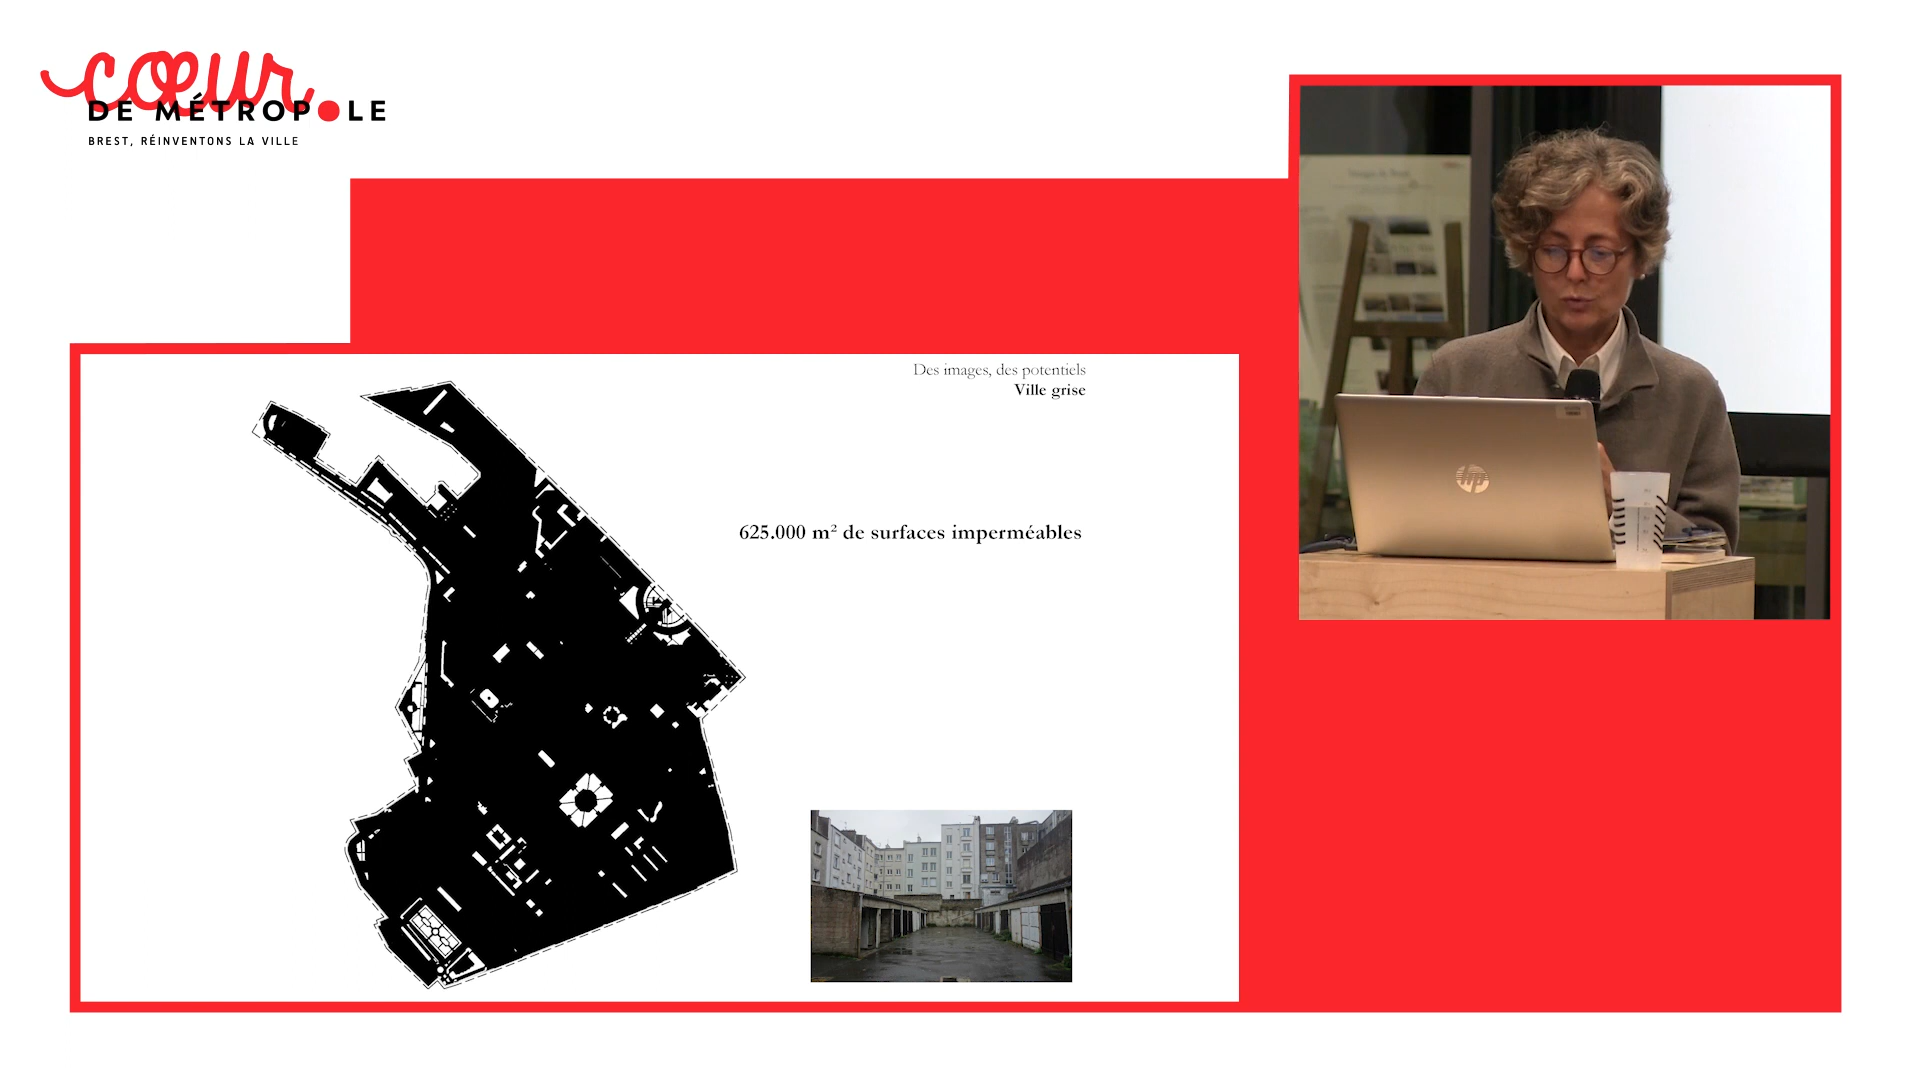 cœur
DE MÉTROPOLE
BREST, RÉINVENTONS LA VILLE
Des images, des potentiels
Ville grise
625.000 m² de surfaces imperméables
hp